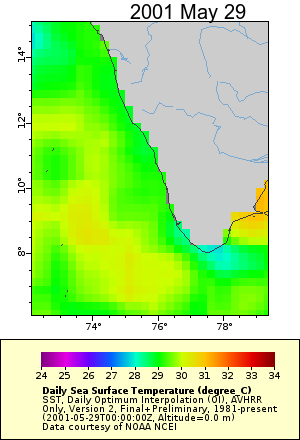 2001 May 29
14°
12°
10°
8°
74° 76° 78°
24 25 26 27 28 29 30 31 32 33 34
Daily Sea Surface Temperature (degree_C)
SST, Daily Optimum Interpolation (OI), AVHRR
Only, Version 2, Final+Preliminary, 1981-present
(2001-05-29T00:00:00Z, Altitude=0.0 m)
Data courtesy of NOAA NCEI